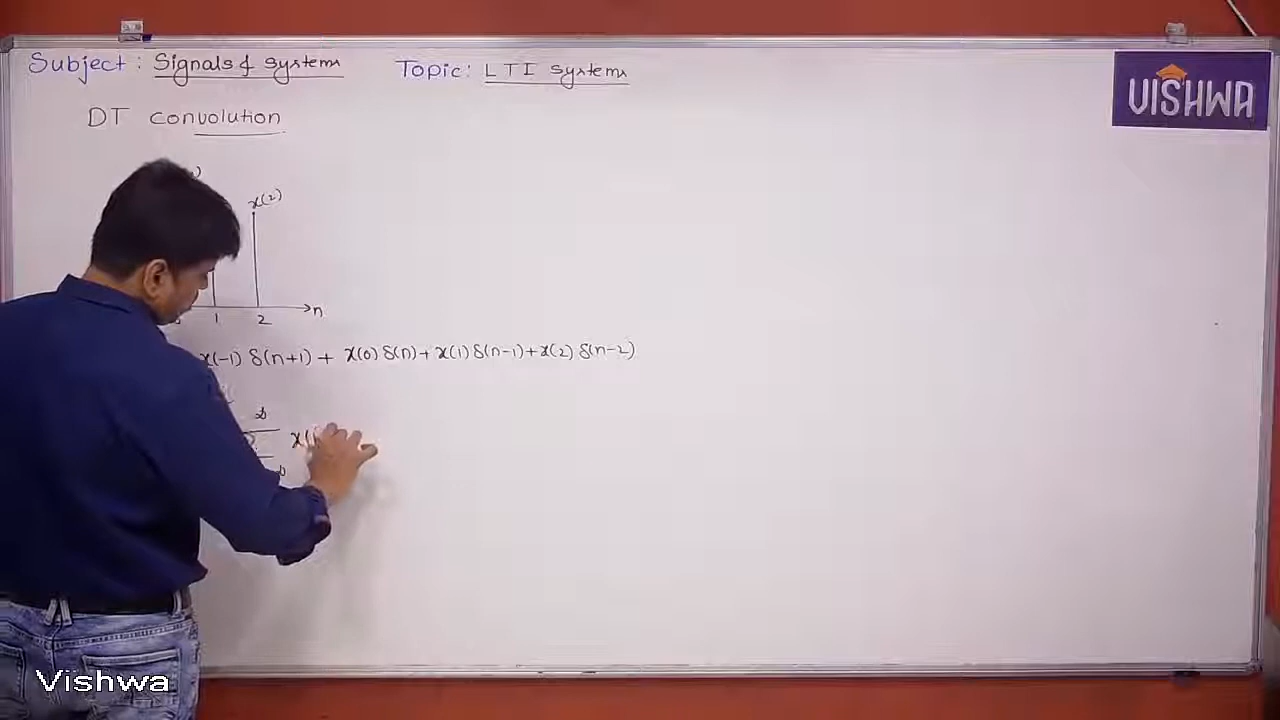 Subject: Signals & systems
Topic: LTI systems
VISHWA
DT convolution
x(2)
n
1 2
x(-1) δ(n+1) + x(0) δ(n) + x(1) δ(n-1) + x(2) δ(n-2)
x(
Vishwa